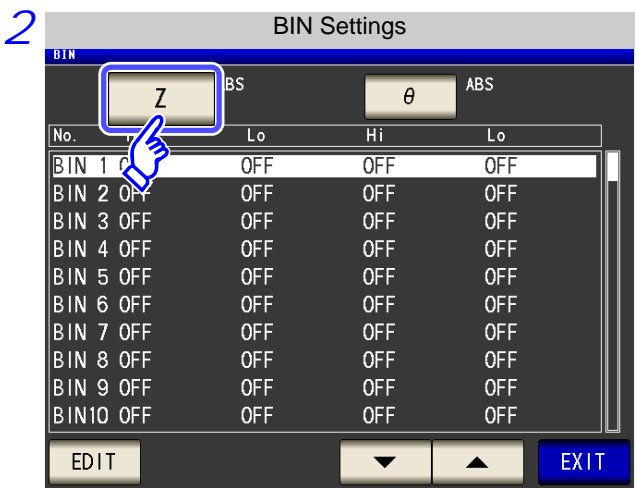 2
BIN Settings
BIN
Z BS θ ABS
No. Lo Hi Lo
BIN 1 OFF OFF OFF
BIN 2 OFF OFF OFF OFF
BIN 3 OFF OFF OFF OFF
BIN 4 OFF OFF OFF OFF
BIN 5 OFF OFF OFF OFF
BIN 6 OFF OFF OFF OFF
BIN 7 OFF OFF OFF OFF
BIN 8 OFF OFF OFF OFF
BIN 9 OFF OFF OFF OFF
BIN10 OFF OFF OFF OFF
EDIT EXIT